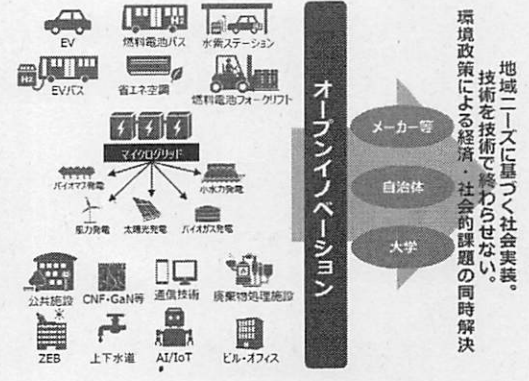 EV
燃料電池バス
水素ステーション
H2
H2
H2
EVバス
省エネ空調
燃料電池フォークリフト
マイクログリッド
バイオマス発電
小水力発電
風力発電
太陽光発電
バイオガス発電
公共施設
CNF・GaN等
通信技術
廃棄物処理施設
ZEB
上下水道
AI/IoT
ビル・オフィス
オープンイノベーション
メーカー等
自治体
大学
地域ニーズに基づく社会実装。
技術を技術で終わらせない。
環境政策による経済・社会的課題の同時解決